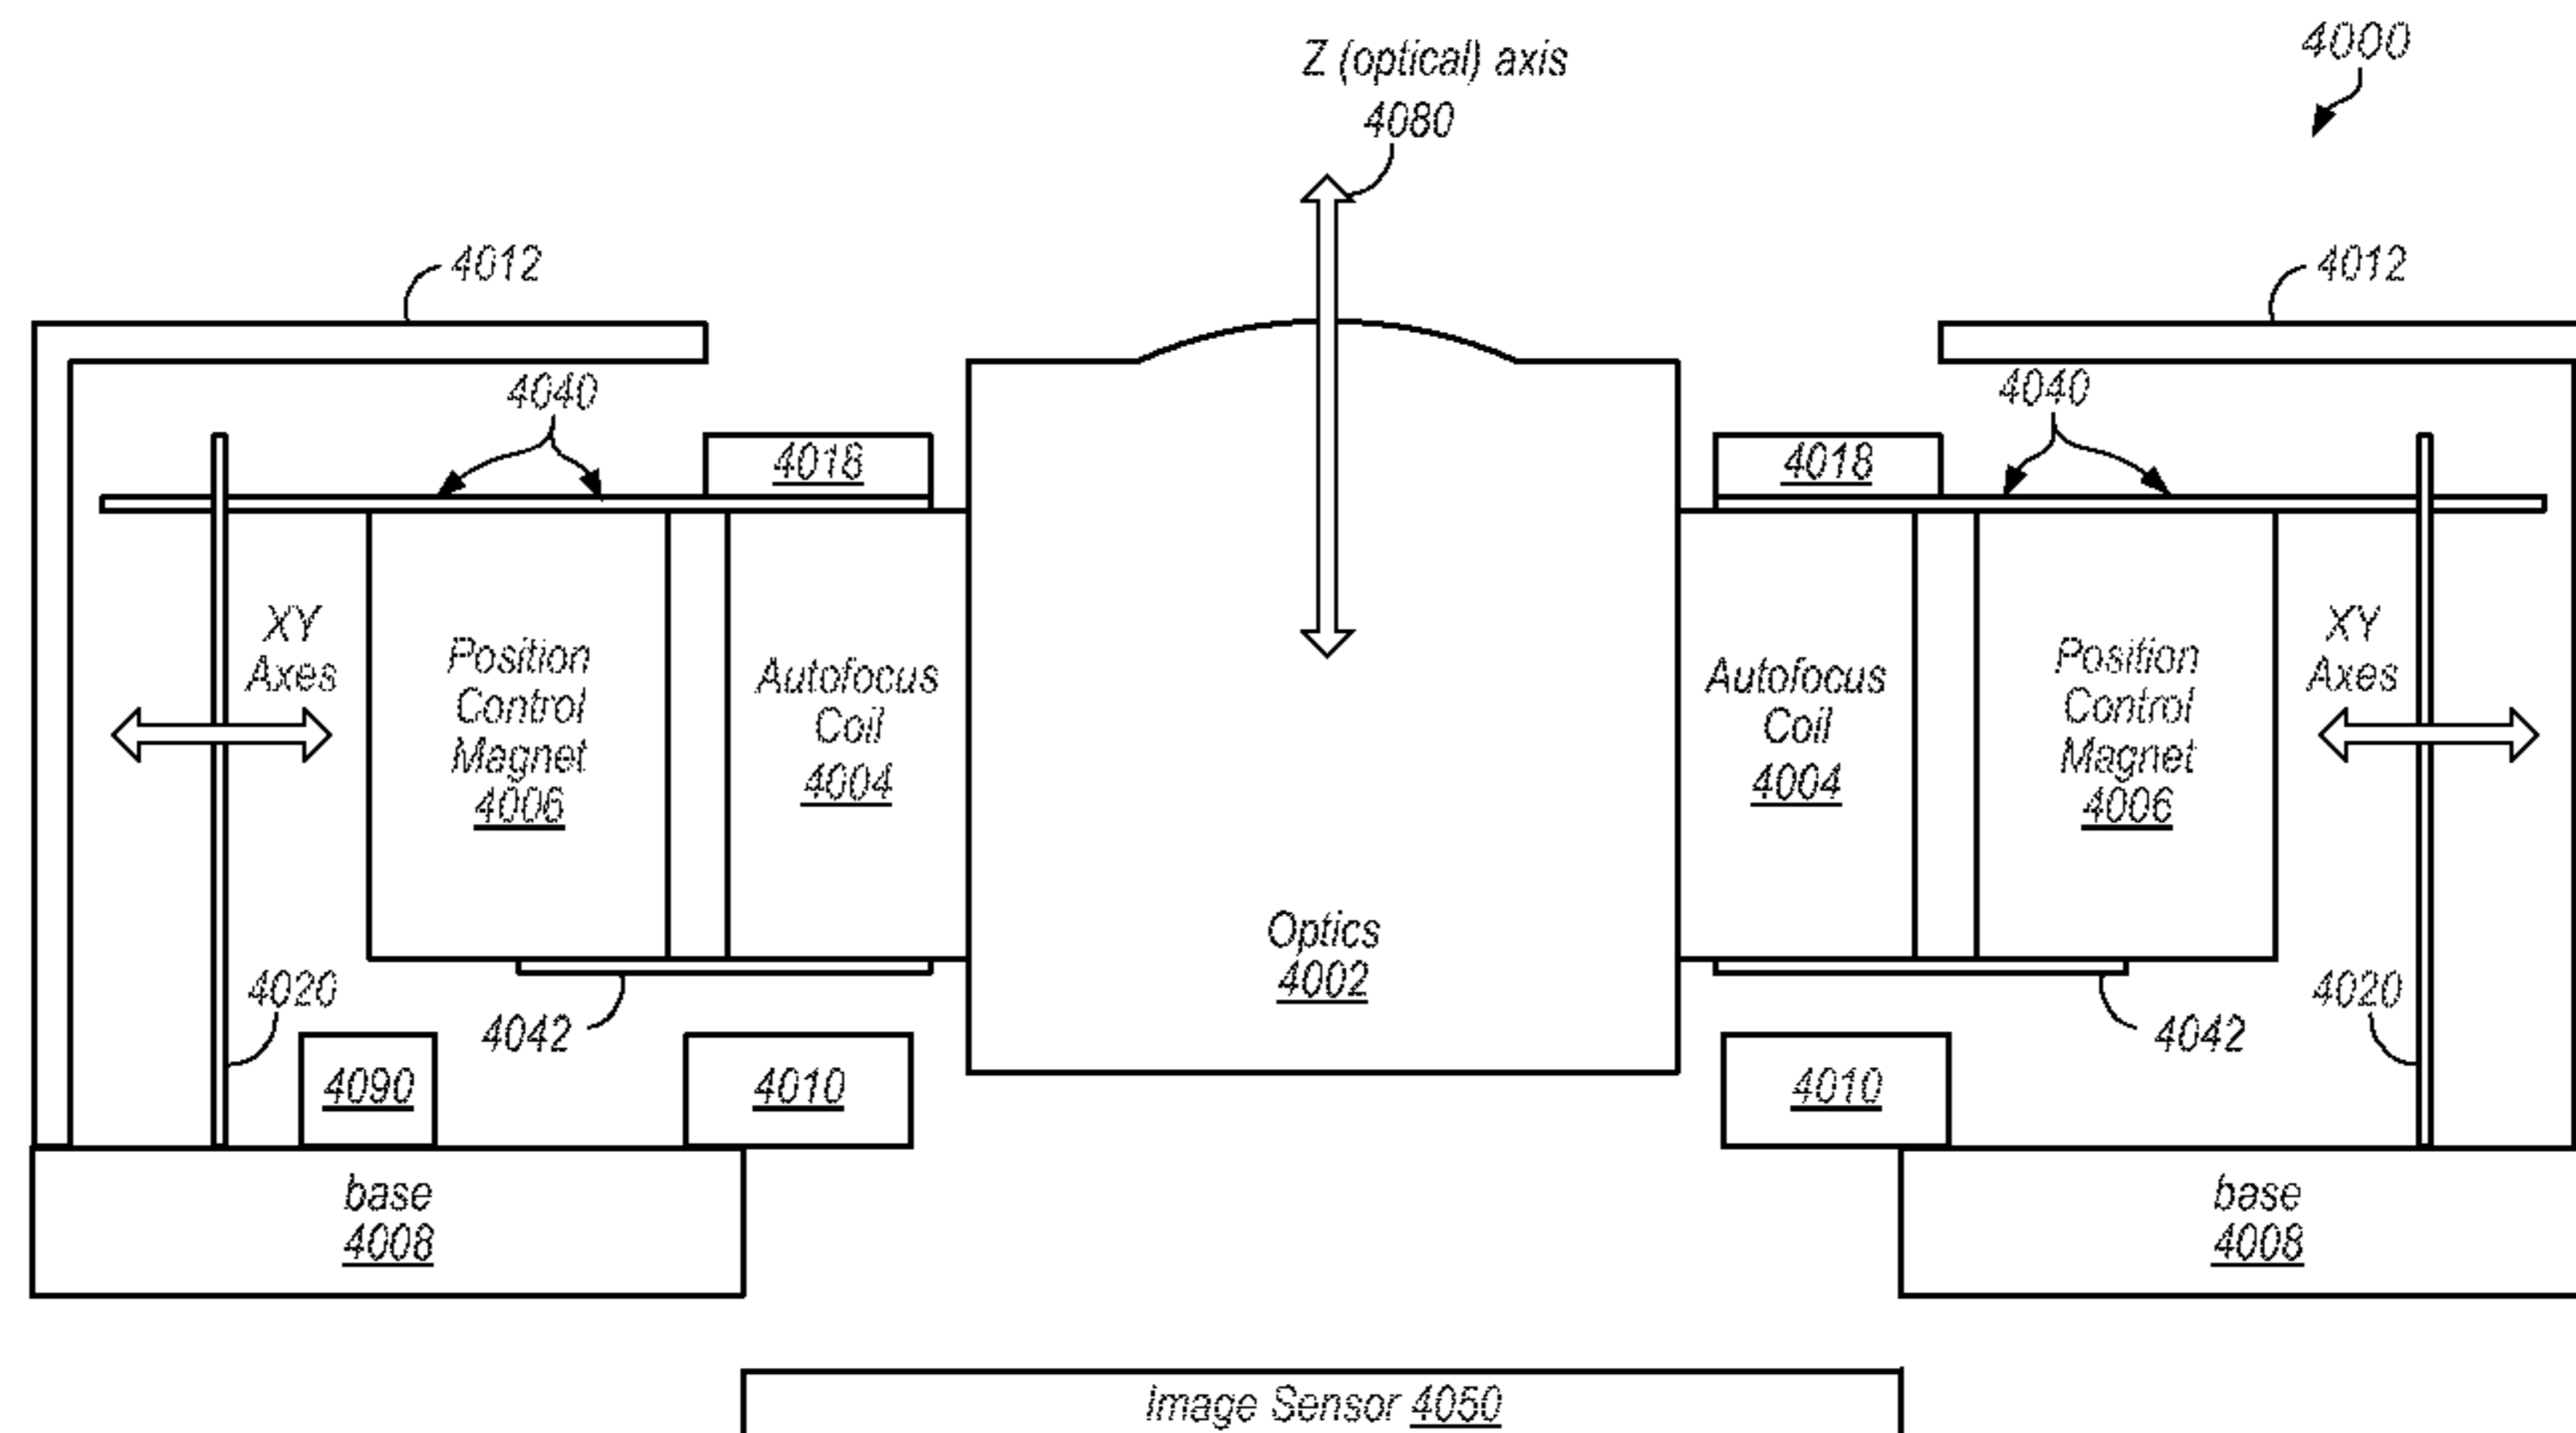 4000
Z (optical) axis
4080
4012
4012
4040
4040
4018
4018
XY
Axes
Position
Control
Magnet
4006
Autofocus
Coil
4004
Autofocus
Coil
4004
Position
Control
Magnet
4006
XY
Axes
Optics
4002
4020
4042
4042
4020
4090
4010
4010
base
4008
base
4008
Image Sensor 4050